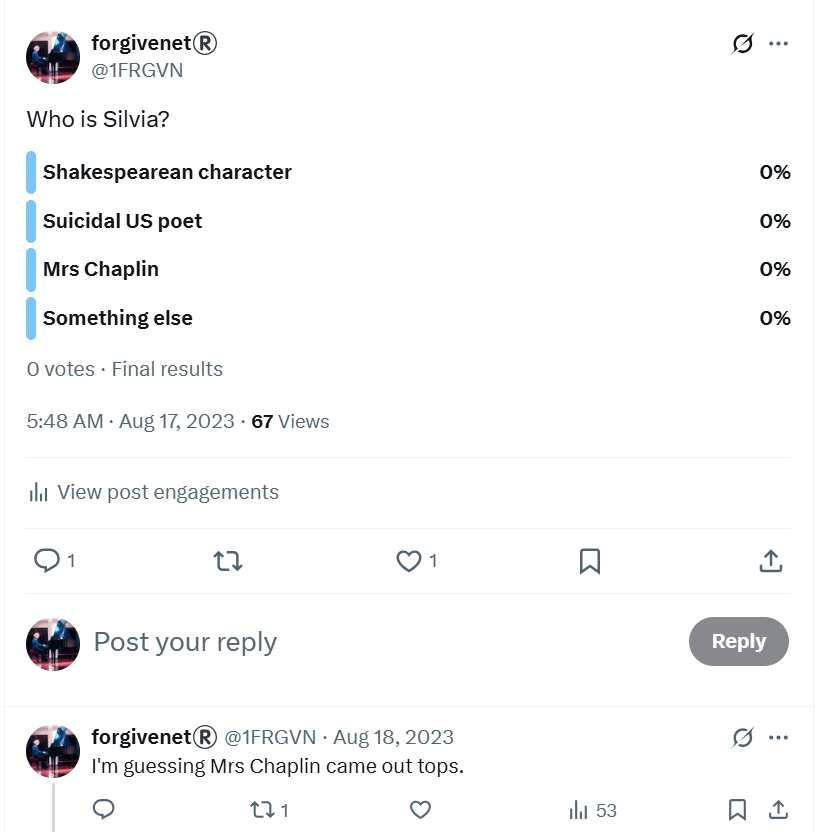 forgivenet®
@1FRGVN
Who is Silvia?
Shakespearean character 0%
Suicidal US poet 0%
Mrs Chaplin 0%
Something else 0%
0 votes · Final results
5:48 AM · Aug 17, 2023 · 67 Views
View post engagements
1 1
Post your reply Reply
forgivenet® @1FRGVN · Aug 18, 2023
I'm guessing Mrs Chaplin came out tops.
1 53